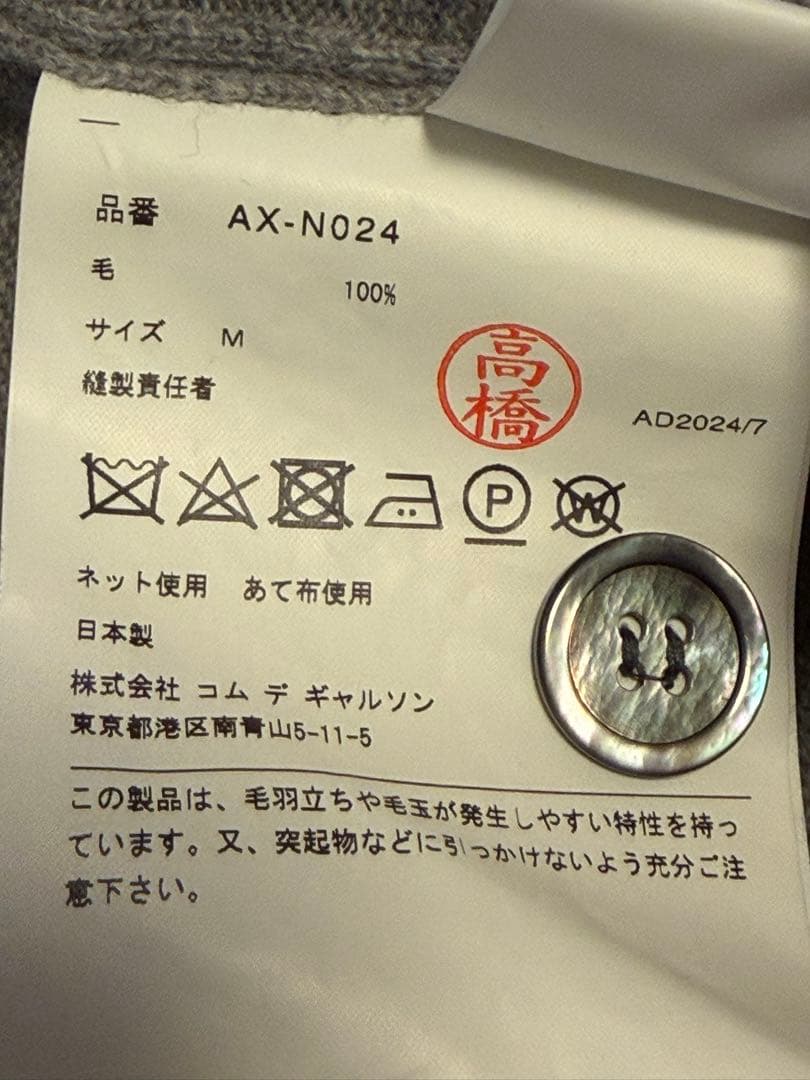 品番 AX-N024
毛 100%
サイズ M
縫製責任者
高橋
AD2024/7
P W
ネット使用 あて布使用
日本製
株式会社 コム デ ギャルソン
東京都港区南青山5-11-5
この製品は、毛羽立ちや毛玉が発生しやすい特性を持っ
ています。又、突起物などに引っかけないよう充分ご注
意下さい。